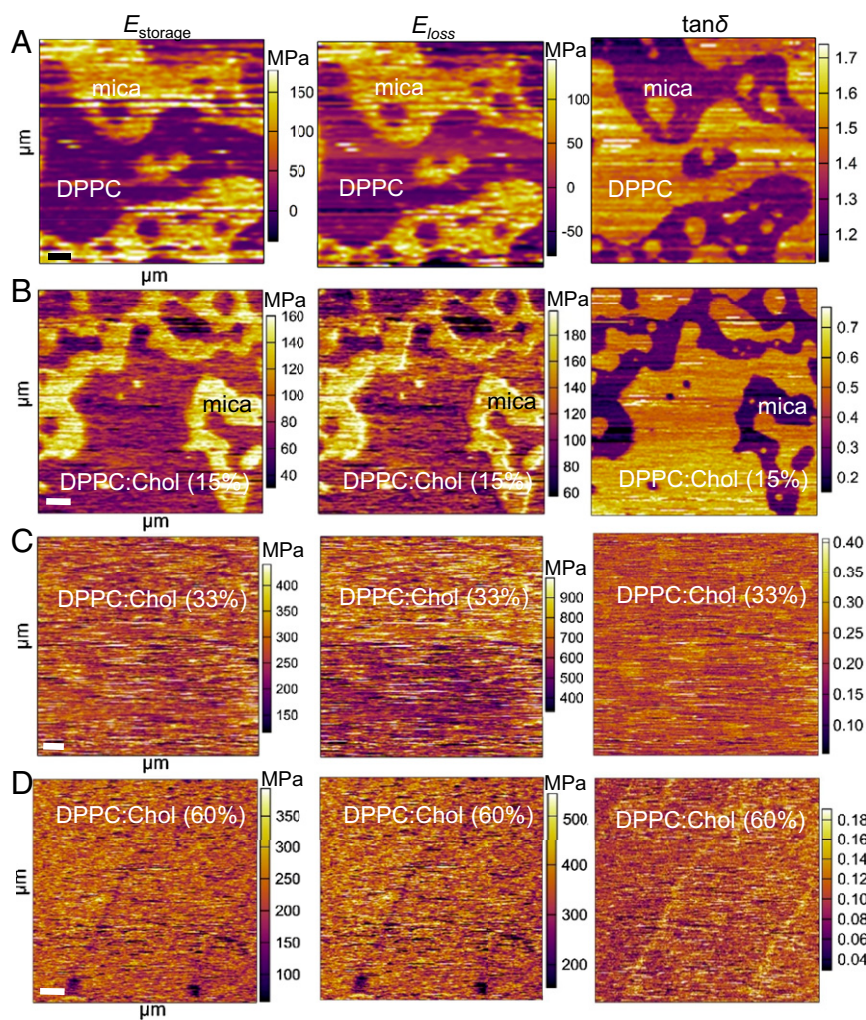 E_storage E_loss tanδ
A
MPa MPa
mica mica
150 100 1.7
100 50 1.6
50 0 1.5
0 -50 1.4
1.3
1.2
DPPC DPPC DPPC
µm
µm
B
MPa MPa
160 180 0.7
140 160 0.6
120 140 0.5
100 120 0.4
80 100 0.3
60 80 0.2
40 60
mica mica mica
DPPC:Chol (15%) DPPC:Chol (15%) DPPC:Chol (15%)
µm
µm
C
MPa MPa
DPPC:Chol (33%) DPPC:Chol (33%) DPPC:Chol (33%)
400 900 0.40
350 800 0.35
300 700 0.30
250 600 0.25
200 500 0.20
150 400 0.15
0.10
µm
µm
D
MPa MPa
DPPC:Chol (60%) DPPC:Chol (60%) DPPC:Chol (60%)
350 500 0.18
300 400 0.16
250 300 0.14
200 200 0.12
150 0.10
100 0.08
0.06
0.04
µm
µm